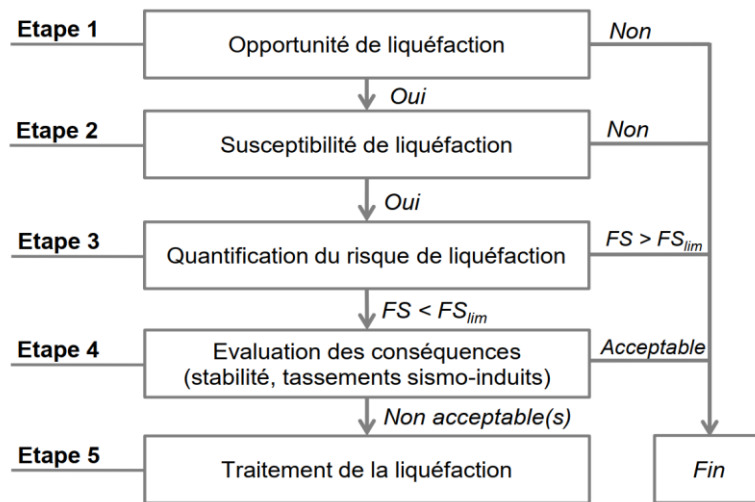 Etape 1
Opportunité de liquéfaction
Non
Oui
Etape 2
Susceptibilité de liquéfaction
Non
Oui
Etape 3
Quantification du risque de liquéfaction
FS > FSlim
FS < FSlim
Etape 4
Evaluation des conséquences
(stabilité, tassements sismo-induits)
Acceptable
Non acceptable(s)
Etape 5
Traitement de la liquéfaction
Fin